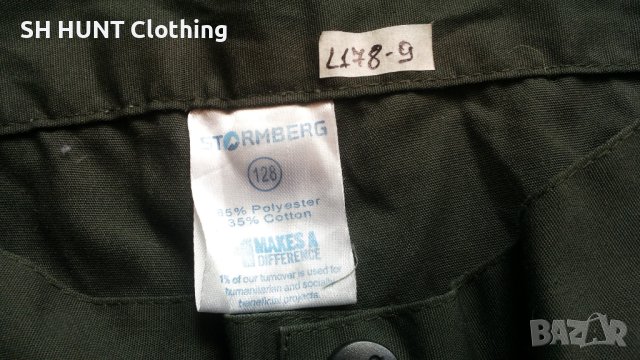 SH HUNT Clothing
L178-9
STORMBERG
128
65% Polyester
35% Cotton
MAKES A
DIFFERENCE
1% of our turnover is used for
humanitarian and socially
beneficial projects.
BAZAR